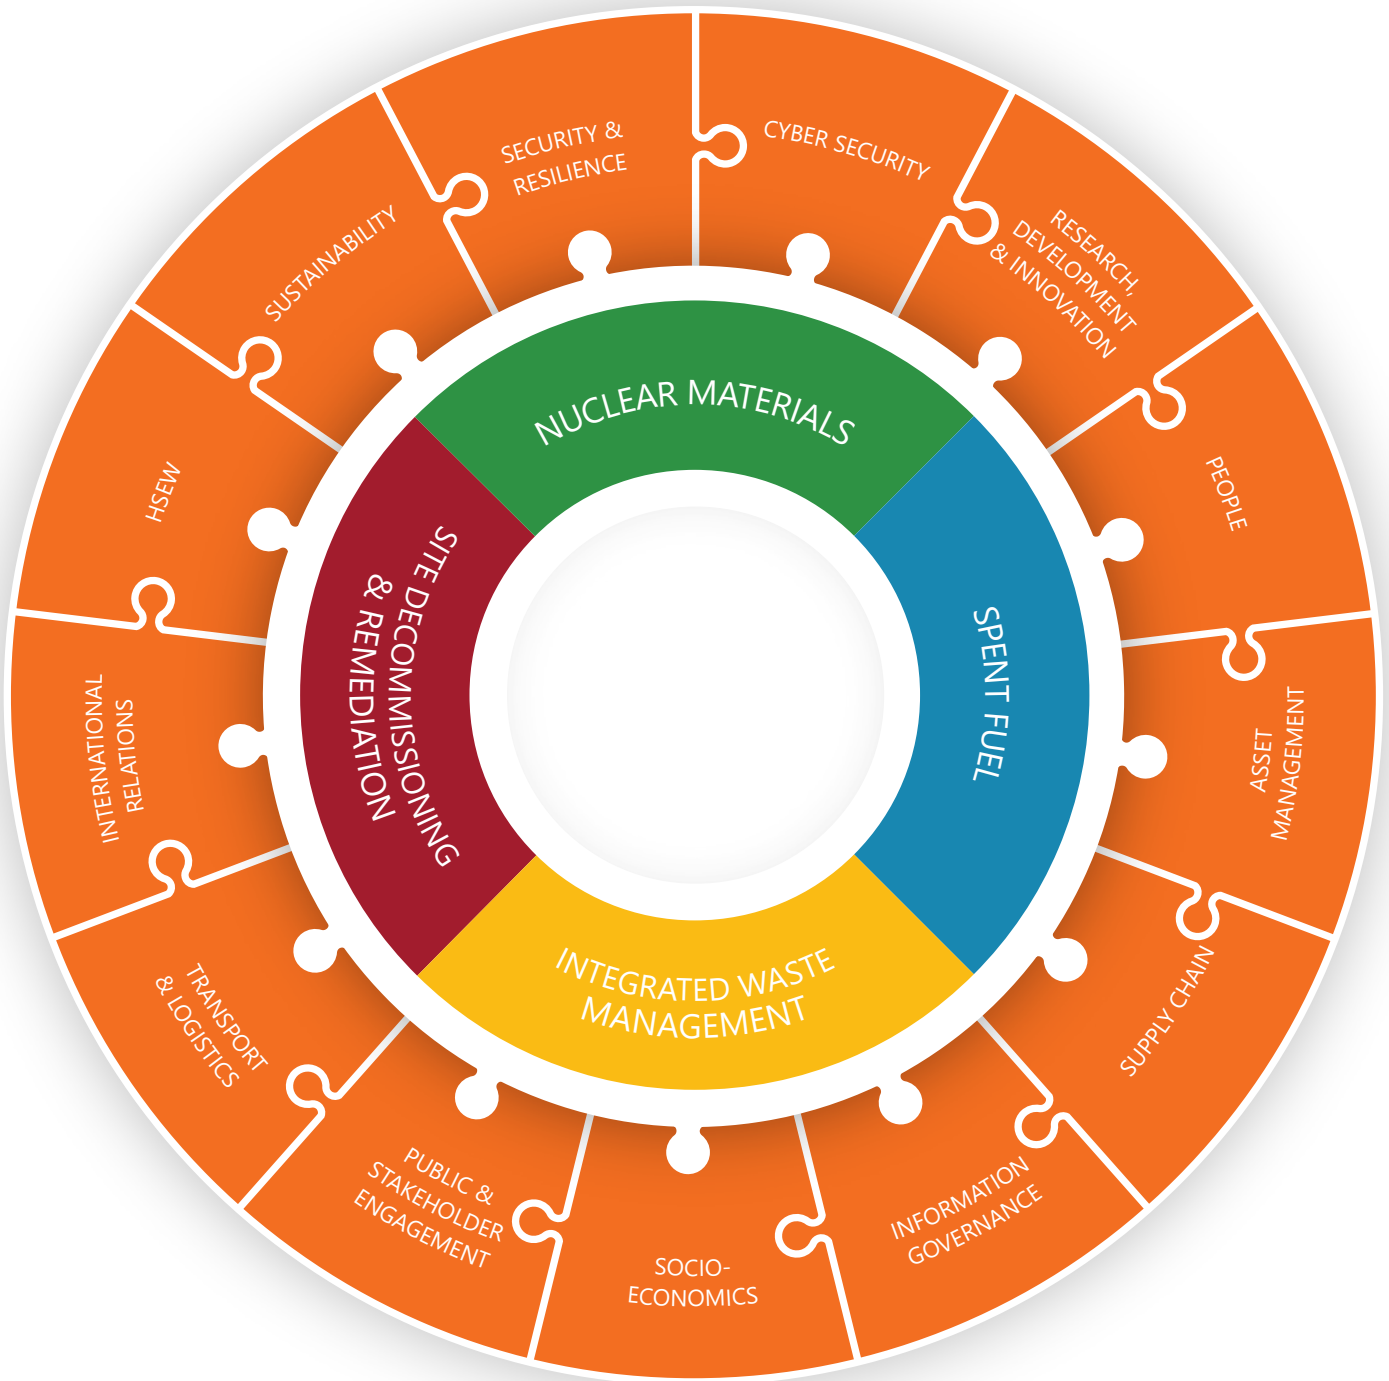 SECURITY &
RESILIENCE
CYBER SECURITY
RESEARCH,
DEVELOPMENT
& INNOVATION
PEOPLE
ASSET
MANAGEMENT
SUPPLY CHAIN
INFORMATION
GOVERNANCE
SOCIO-
ECONOMICS
PUBLIC &
STAKEHOLDER
ENGAGEMENT
TRANSPORT
& LOGISTICS
INTERNATIONAL
RELATIONS
HSEW
SUSTAINABILITY
NUCLEAR MATERIALS
SPENT FUEL
INTEGRATED WASTE
MANAGEMENT
SITE DECOMMISSIONING
& REMEDIATION